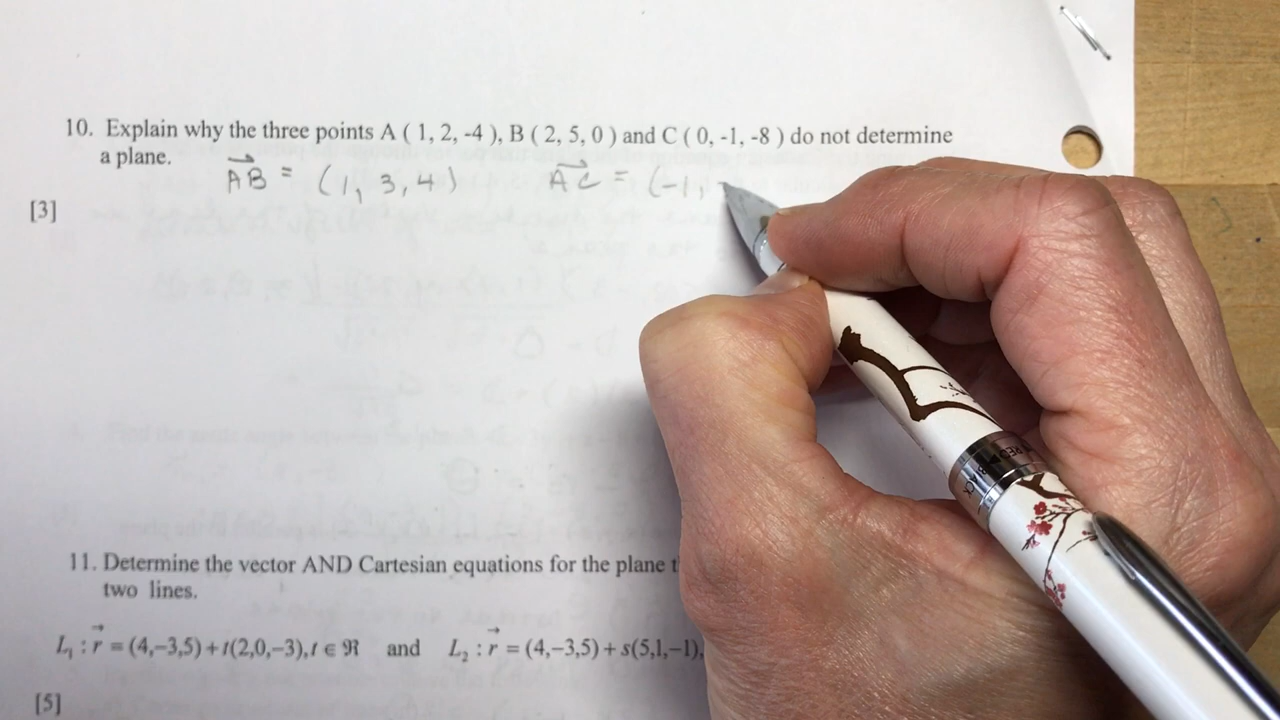 10. Explain why the three points A ( 1, 2, -4 ), B ( 2, 5, 0 ) and C ( 0, -1, -8 ) do not determine
a plane.
AB⃗ = (1, 3, 4) AC⃗ = (-1, -
[3]
11. Determine the vector AND Cartesian equations for the plane
two lines.
L₁ : r⃗ = (4,−3,5) + t(2,0,−3), t ∈ ℜ and L₂ : r⃗ = (4,−3,5) + s(5,1,−1),
[5]
RED BLACK